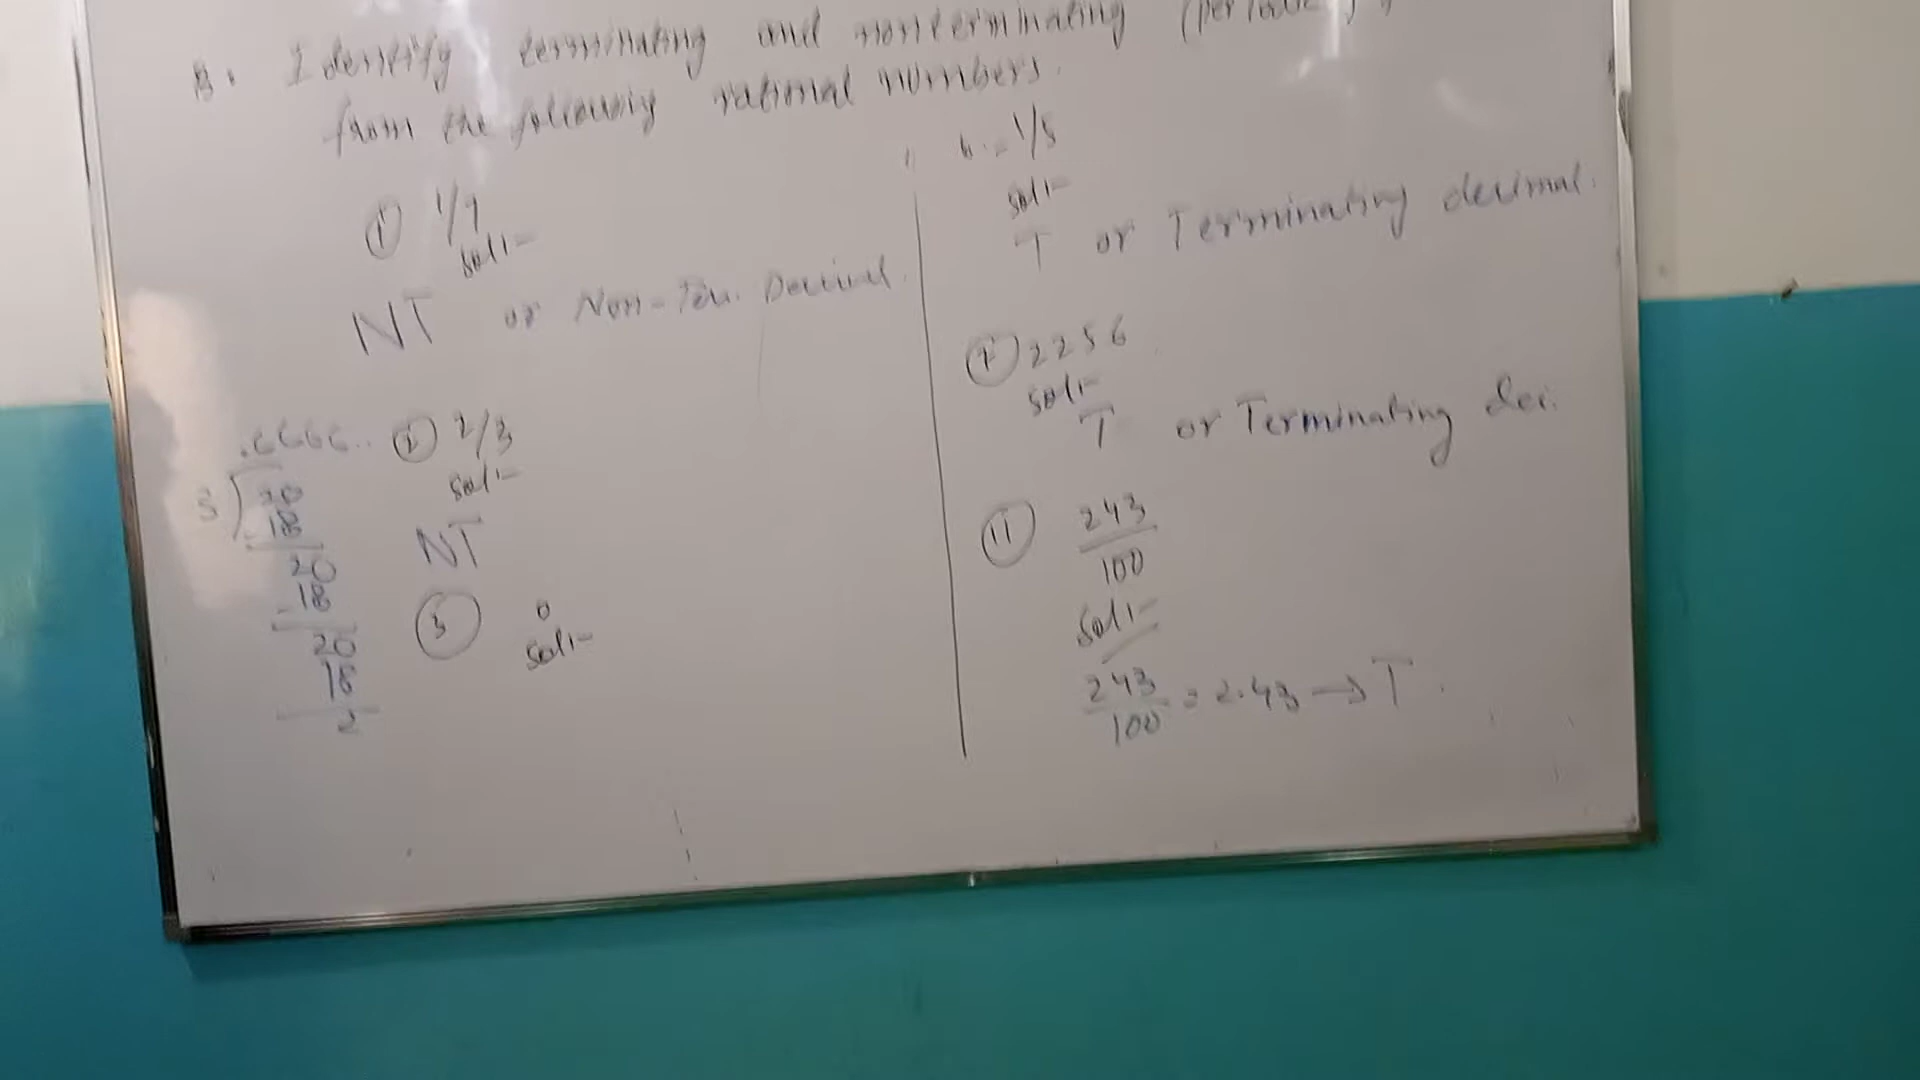 B. Identify terminating and nonterminating (periodic)
from the following rational numbers.
① 1/7
sol:-
NT or Non-Ter. Decimal.
② 2/3
sol:-
.6666..
3) 20
- 18
20
- 18
20
18
2
NT
③ 0
sol:-
6. 1/5
sol:-
T or Terminating decimal.
⑦ 2256
sol:-
T or Terminating dec.
⑪ 243
100
sol:-
243
100 = 2.43 → T.